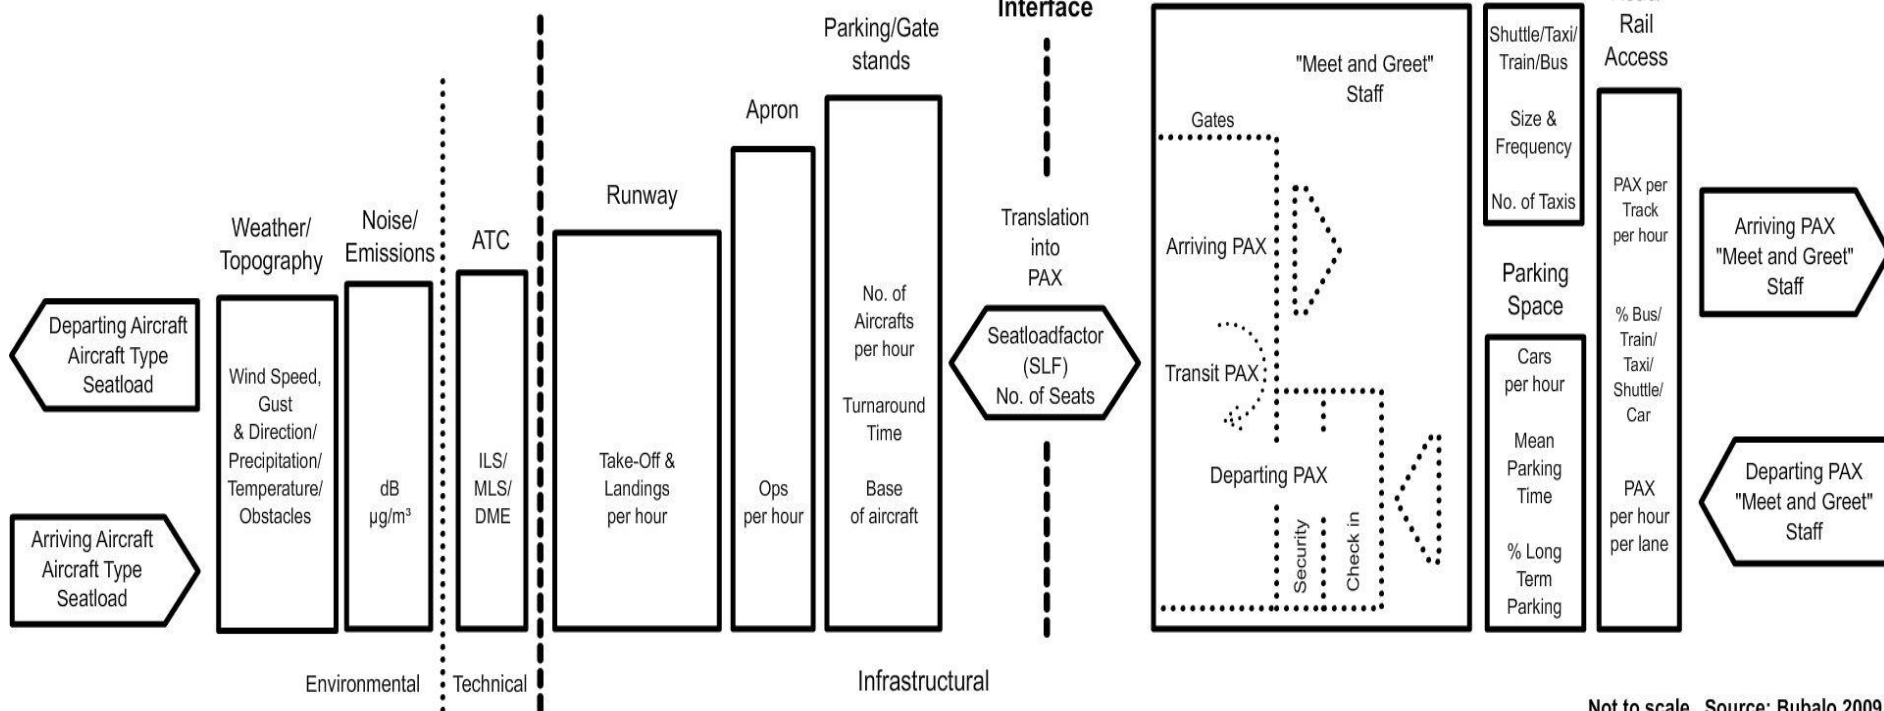 Weather/
Topography
Noise/
Emissions
ATC
Runway
Apron
Parking/Gate
stands
Interface
Departing Aircraft
Aircraft Type
Seatload
Arriving Aircraft
Aircraft Type
Seatload
Wind Speed,
Gust
& Direction/
Precipitation/
Temperature/
Obstacles
dB
µg/m³
ILS/
MLS/
DME
Take-Off &
Landings
per hour
Ops
per hour
No. of
Aircrafts
per hour
Turnaround
Time
Base
of aircraft
Translation
into
PAX
Seatloadfactor
(SLF)
No. of Seats
"Meet and Greet"
Staff
Gates
Arriving PAX
Transit PAX
Departing PAX
Security
Check in
Shuttle/Taxi/
Train/Bus
Size &
Frequency
No. of Taxis
Parking
Space
Cars
per hour
Mean
Parking
Time
% Long
Term
Parking
Rail
Access
PAX per
Track
per hour
% Bus/
Train/
Taxi/
Shuttle/
Car
PAX
per hour
per lane
Arriving PAX
"Meet and Greet"
Staff
Departing PAX
"Meet and Greet"
Staff
Environmental
Technical
Infrastructural
Not to scale. Source: Bubalo 2009